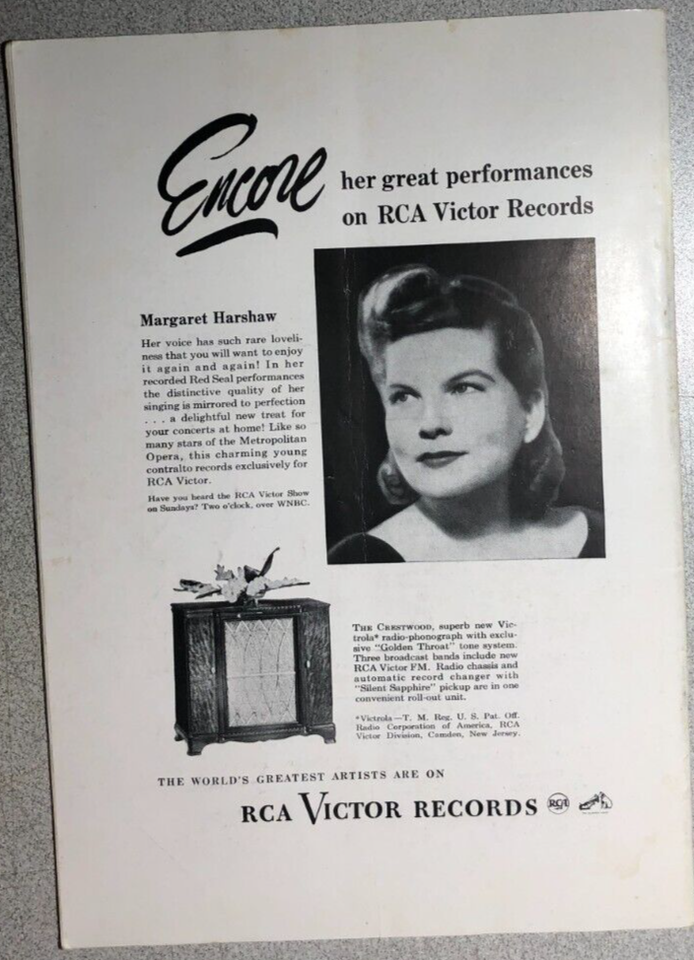 Encore her great performances
on RCA Victor Records
Margaret Harshaw
Her voice has such rare loveli-
ness that you will want to enjoy
it again and again! In her
recorded Red Seal performances
the distinctive quality of her
singing is mirrored to perfection
. . . a delightful new treat for
your concerts at home! Like so
many stars of the Metropolitan
Opera, this charming young
contralto records exclusively for
RCA Victor.
Have you heard the RCA Victor Show
on Sundays? Two o'clock, over WNBC.
THE CRESTWOOD, superb new Vic-
trola* radio-phonograph with exclu-
sive "Golden Throat" tone system.
Three broadcast bands include new
RCA Victor FM. Radio chassis and
automatic record changer with
"Silent Sapphire" pickup are in one
convenient roll-out unit.
*Victrola—T. M. Reg. U. S. Pat. Off.
Radio Corporation of America, RCA
Victor Division, Camden, New Jersey.
THE WORLD'S GREATEST ARTISTS ARE ON
RCA VICTOR RECORDS RCA